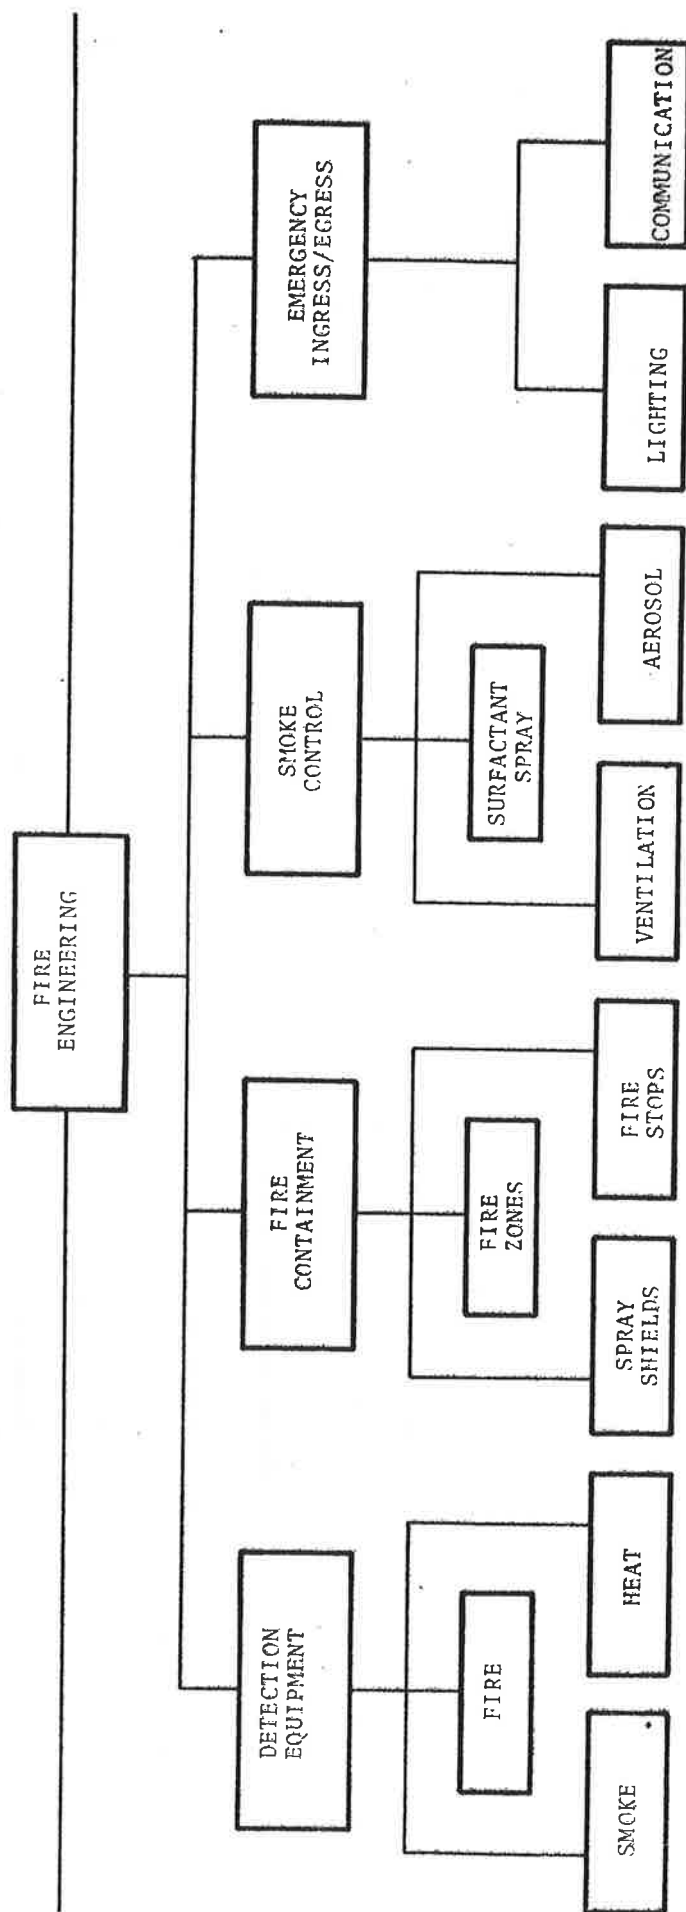 FIRE
ENGINEERING
DETECTION
EQUIPMENT
FIRE
CONTAINMENT
SMOKE
CONTROL
EMERGENCY
INGRESS/EGRESS
SMOKE
FIRE
HEAT
SPRAY
SHIELDS
FIRE
ZONES
FIRE
STOPS
VENTILATION
SURFACTANT
SPRAY
AEROSOL
LIGHTING
COMMUNICATION